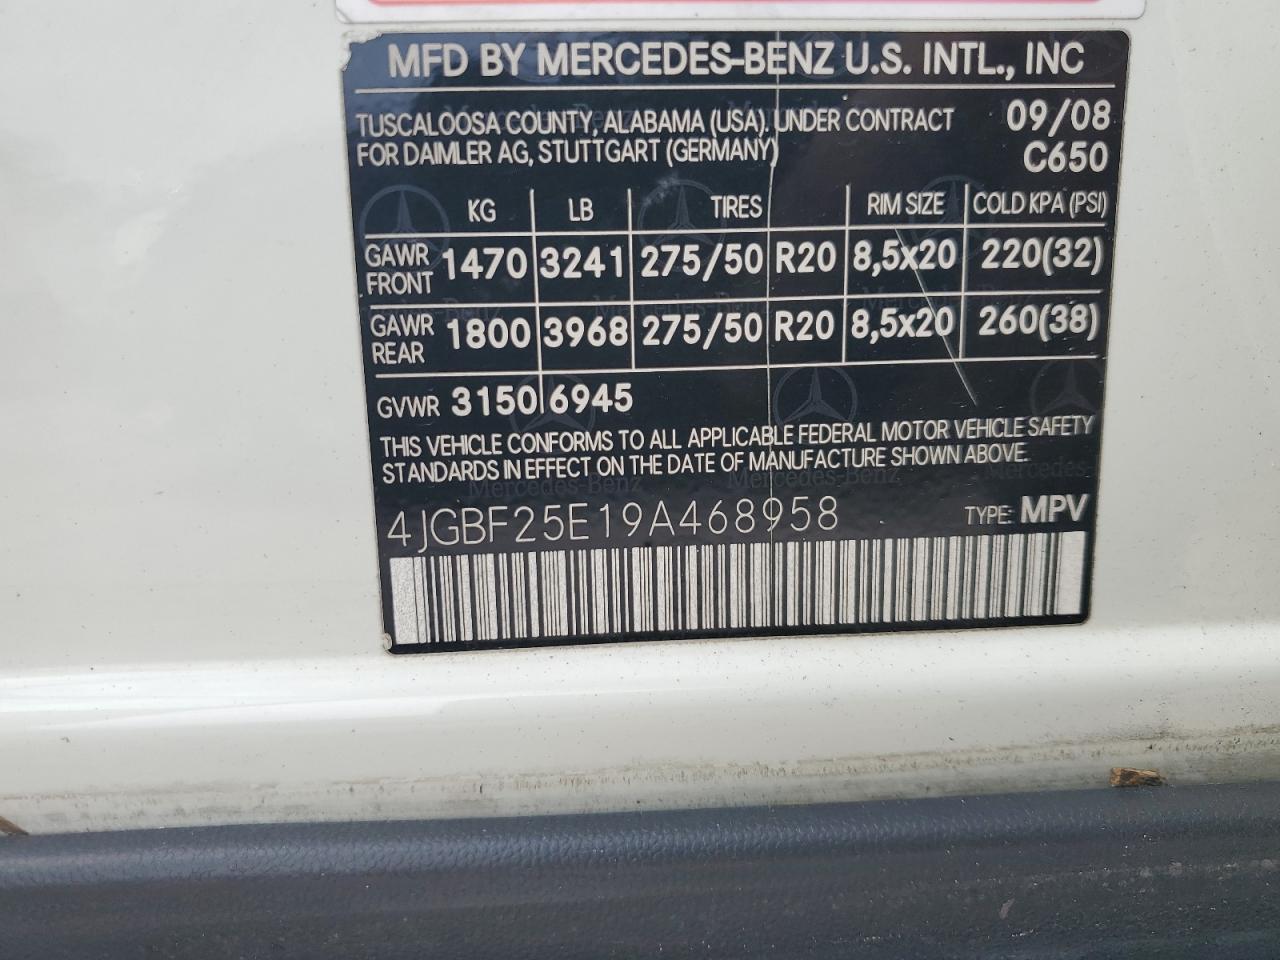 MFD BY MERCEDES-BENZ U.S. INTL., INC
TUSCALOOSA COUNTY, ALABAMA (USA). UNDER CONTRACT 09/08
FOR DAIMLER AG, STUTTGART (GERMANY) C650
KG LB TIRES RIM SIZE COLD KPA (PSI)
GAWR FRONT 1470 3241 275/50 R20 8,5x20 220(32)
GAWR REAR 1800 3968 275/50 R20 8,5x20 260(38)
GVWR 3150 6945
THIS VEHICLE CONFORMS TO ALL APPLICABLE FEDERAL MOTOR VEHICLE SAFETY
STANDARDS IN EFFECT ON THE DATE OF MANUFACTURE SHOWN ABOVE.
4JGBF25E19A468958 TYPE: MPV